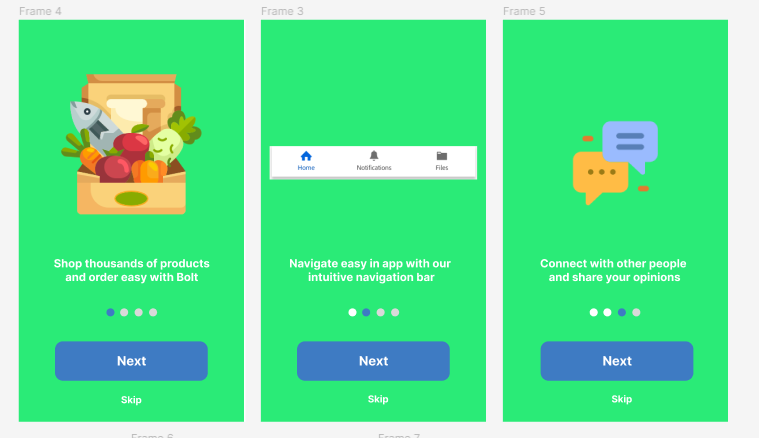 Frame 4
Frame 3
Frame 5
Home
Notifications
Files
Shop thousands of products
and order easy with Bolt
Navigate easy in app with our
intuitive navigation bar
Connect with other people
and share your opinions
Next
Next
Next
Skip
Skip
Skip
Frame 6
Frame 7